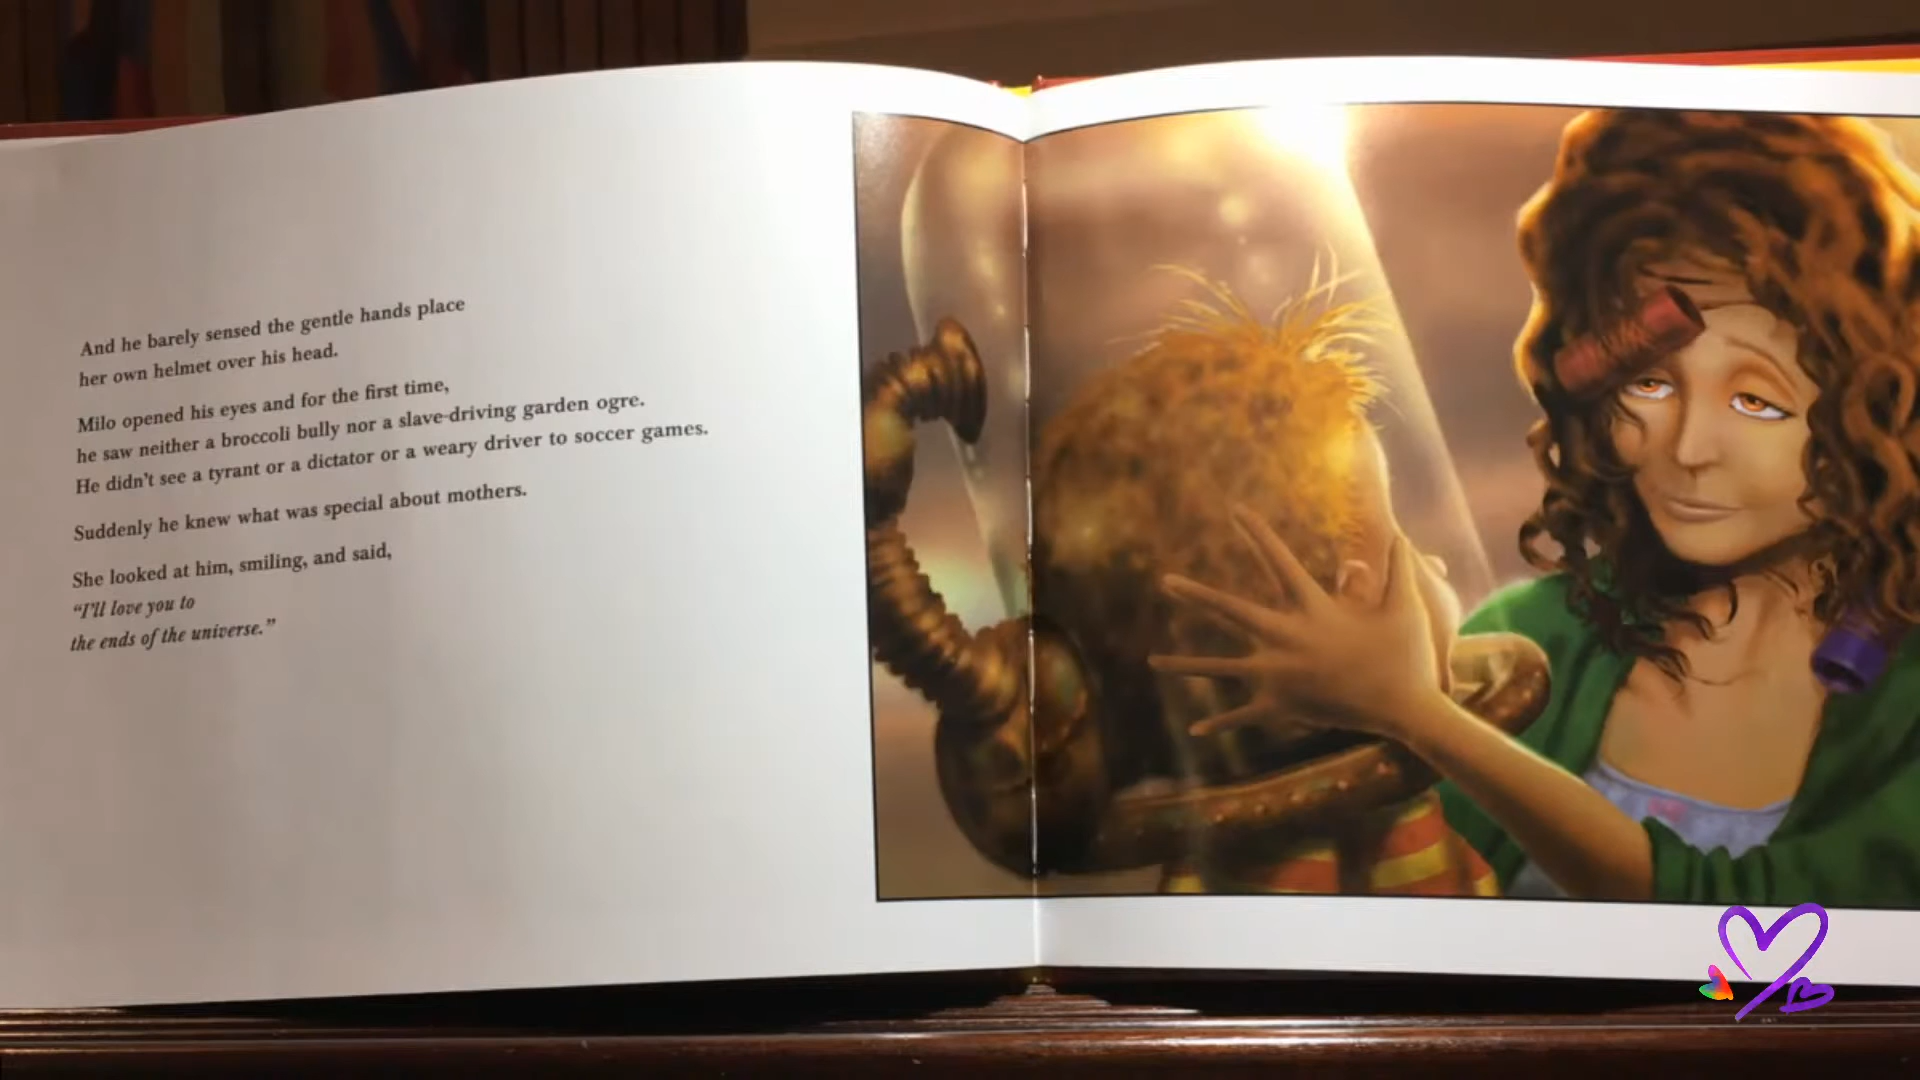 And he barely sensed the gentle hands place
her own helmet over his head.
Milo opened his eyes and for the first time,
he saw neither a broccoli bully nor a slave-driving garden ogre.
He didn't see a tyrant or a dictator or a weary driver to soccer games.
Suddenly he knew what was special about mothers.
She looked at him, smiling, and said,
“I'll love you to
the ends of the universe.”